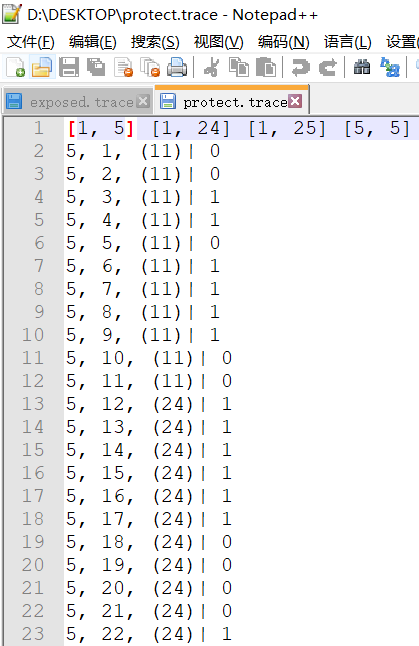 D:\DESKTOP\protect.trace - Notepad++
文件(F) 编辑(E) 搜索(S) 视图(V) 编码(N) 语言(L) 设置
exposed.trace protect.trace
1 [1, 5] [1, 24] [1, 25] [5, 5]
2 5, 1, (11)| 0
3 5, 2, (11)| 0
4 5, 3, (11)| 1
5 5, 4, (11)| 1
6 5, 5, (11)| 0
7 5, 6, (11)| 1
8 5, 7, (11)| 1
9 5, 8, (11)| 1
10 5, 9, (11)| 1
11 5, 10, (11)| 0
12 5, 11, (11)| 0
13 5, 12, (24)| 1
14 5, 13, (24)| 1
15 5, 14, (24)| 1
16 5, 15, (24)| 1
17 5, 16, (24)| 1
18 5, 17, (24)| 1
19 5, 18, (24)| 0
20 5, 19, (24)| 0
21 5, 20, (24)| 0
22 5, 21, (24)| 0
23 5, 22, (24)| 1